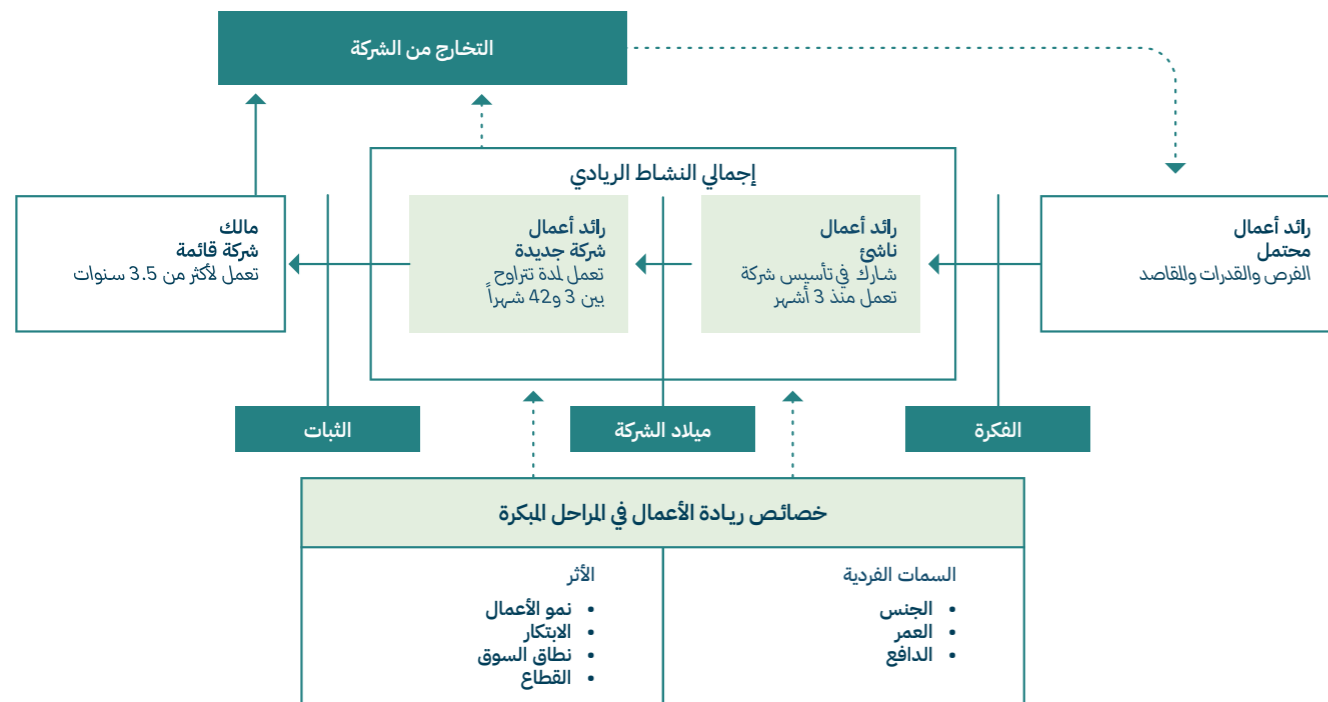 التخارج من الشركة
إجمالي النشاط الريادي
رائد أعمال
محتمل
الفرص والقدرات والمقاصد
رائد أعمال
ناشئ
شارك في تأسيس شركة
تعمل منذ 3 أشهر
رائد أعمال
شركة جديدة
تعمل لمدة تتراوح
بين 3 و42 شهراً
مالك
شركة قائمة
تعمل لأكثر من 3.5 سنوات
الفكرة
ميلاد الشركة
الثبات
خصائص ريادة الأعمال في المراحل المبكرة
السمات الفردية
• الجنس
• العمر
• الدافع
الأثر
• نمو الأعمال
• الابتكار
• نطاق السوق
• القطاع